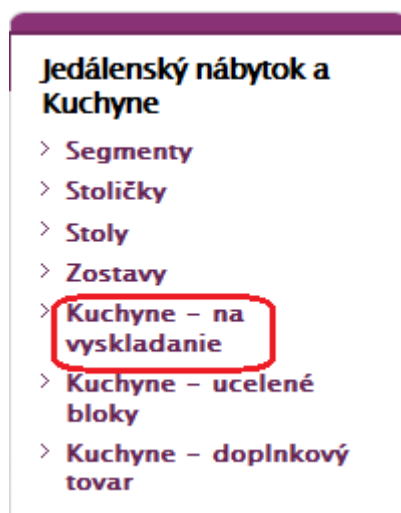 Jedálenský nábytok a
Kuchyne
Segmenty
Stoličky
Stoly
Zostavy
Kuchyne – na
vyskladanie
Kuchyne – ucelené
bloky
Kuchyne – doplnkový
tovar